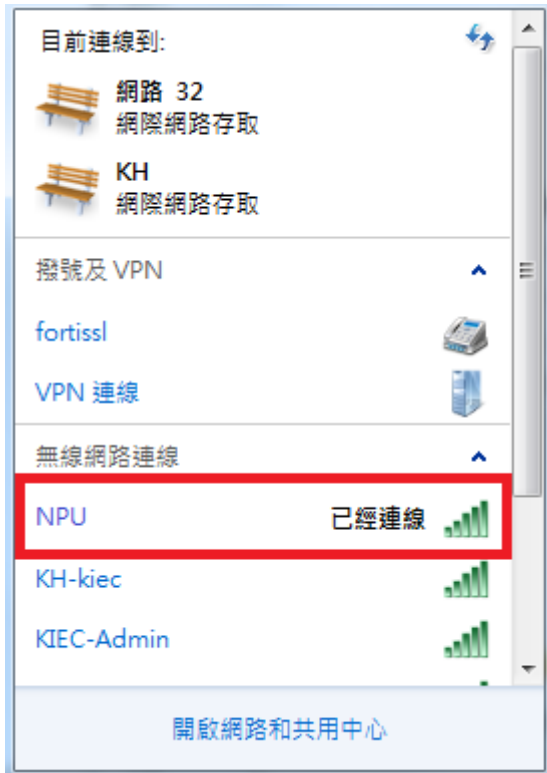 目前連線到:
網路 32
網際網路存取
KH
網際網路存取
撥號及 VPN
fortissl
VPN 連線
無線網路連線
NPU 已經連線
KH-kiec
KIEC-Admin
開啟網路和共用中心